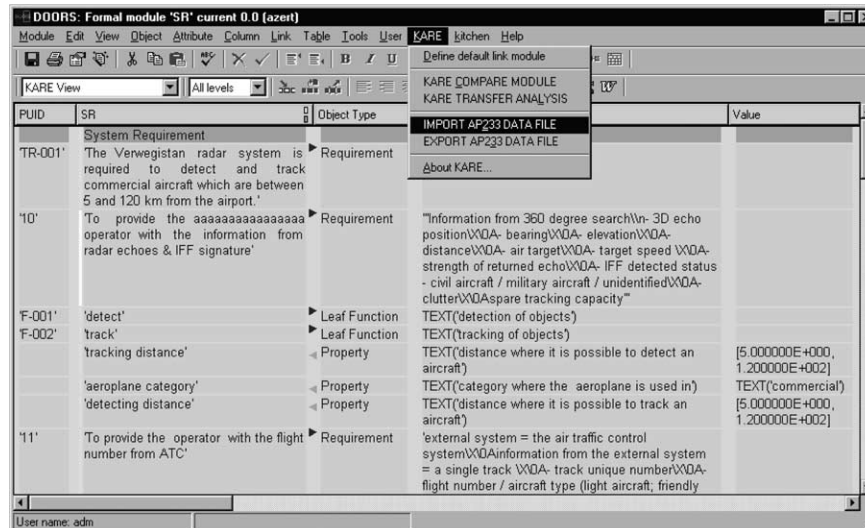 DOORS: Formal module 'SR' current 0.0 (azert)
Module Edit View Object Attribute Column Link Table Tools User KARE kitchen Help
Define default link module
KARE COMPARE MODULE
KARE TRANSFER ANALYSIS
IMPORT AP233 DATA FILE
EXPORT AP233 DATA FILE
About KARE...
KARE View All levels
PUID SR Object Type Value
System Requirement
'TR-001' 'The Verwegistan radar system is Requirement
required to detect and track
commercial aircraft which are between
5 and 120 km from the airport.'
'10' 'To provide the aaaaaaaaaaaaaaaa Requirement '"Information from 360 degree search\\n- 3D echo
operator with the information from position\X\0A- bearing\X\0A- elevation\X\0A-
radar echoes & IFF signature' distance\X\0A- air target\X\0A- target speed \X\0A-
strength of returned echo\X\0A- IFF detected status
- civil aircraft / military aircraft / unidentified\X\0A-
clutter\X\0Aspare tracking capacity"'
'F-001' 'detect' Leaf Function TEXT('detection of objects')
'F-002' 'track' Leaf Function TEXT('tracking of objects')
'tracking distance' Property TEXT('distance where it is possible to detect an [5.000000E+000,
aircraft') 1.200000E+002]
'aeroplane category' Property TEXT('category where the aeroplane is used in') TEXT('commercial')
'detecting distance' Property TEXT('distance where it is possible to track an [5.000000E+000,
aircraft') 1.200000E+002]
'11' 'To provide the operator with the flight Requirement 'external system = the air traffic control
number from ATC' system\X\0Ainformation from the external system
= a single track \X\0A- track unique number\X\0A-
flight number / aircraft type (light aircraft; friendly
User name: adm